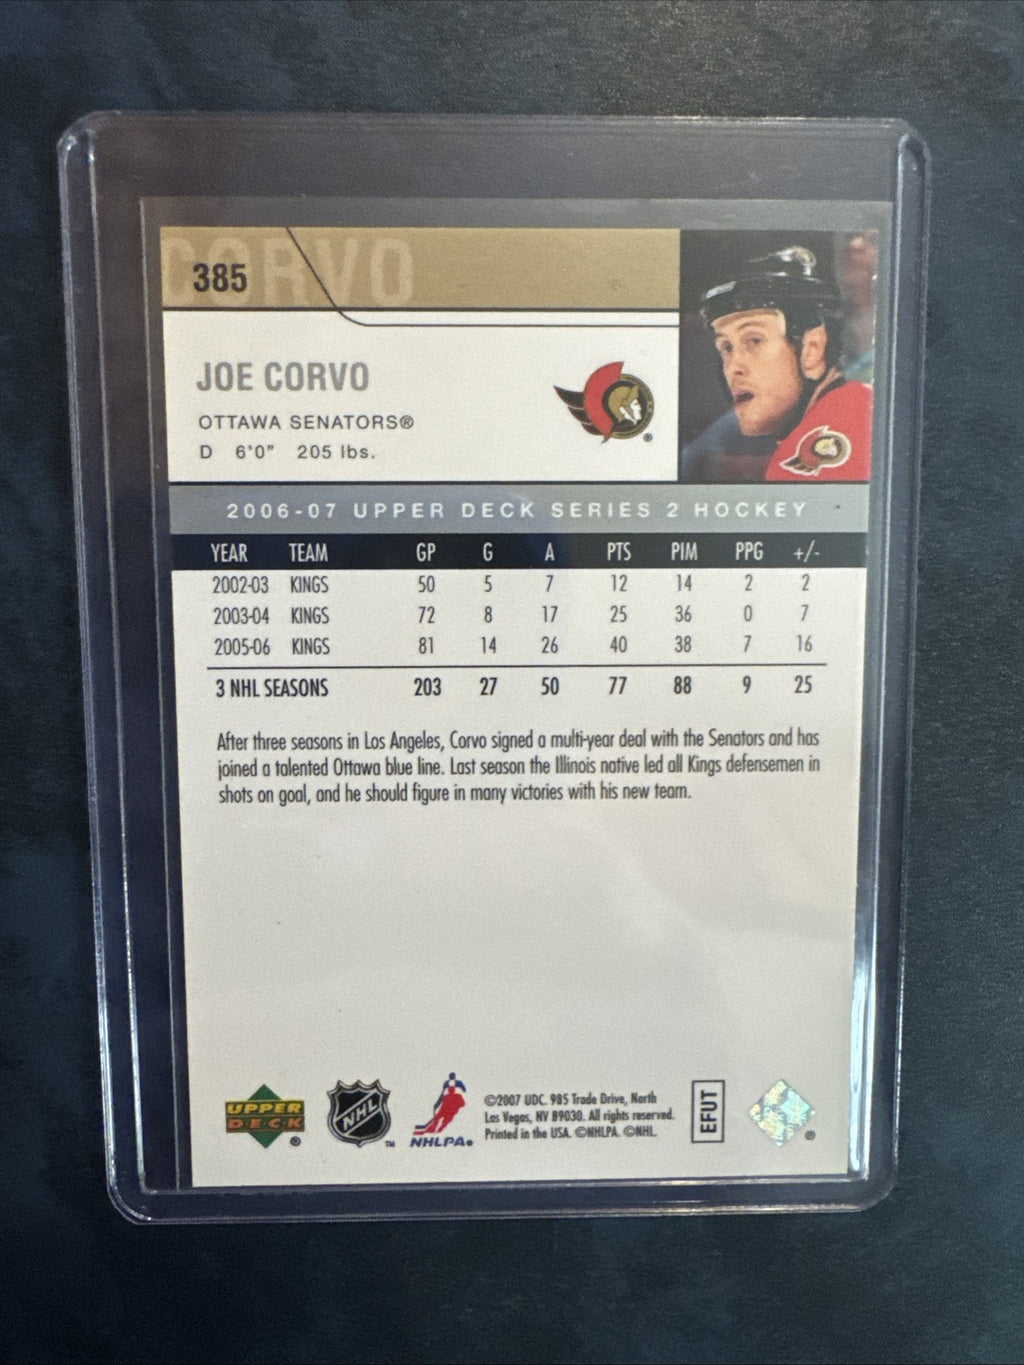 CORVO
385
JOE CORVO
OTTAWA SENATORS®
D 6'0" 205 lbs.
2006-07 UPPER DECK SERIES 2 HOCKEY
YEAR TEAM GP G A PTS PIM PPG +/-
2002-03 KINGS 50 5 7 12 14 2 2
2003-04 KINGS 72 8 17 25 36 0 7
2005-06 KINGS 81 14 26 40 38 7 16
3 NHL SEASONS 203 27 50 77 88 9 25
After three seasons in Los Angeles, Corvo signed a multi-year deal with the Senators and has
joined a talented Ottawa blue line. Last season the Illinois native led all Kings defensemen in
shots on goal, and he should figure in many victories with his new team.
UPPER
DECK ®
NHL ™
NHLPA®
©2007 UDC. 985 Trade Drive, North
Las Vegas, NV 89030. All rights reserved.
Printed in the USA. ©NHLPA. ©NHL.
EFUT
®